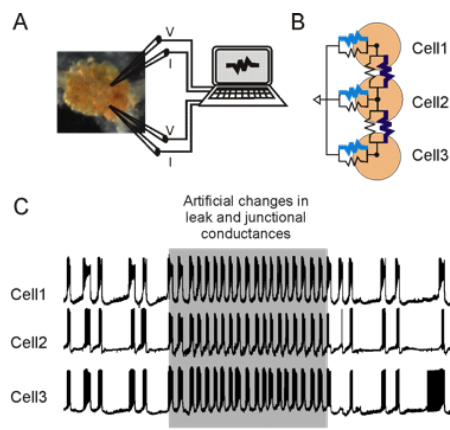 A
V
I
V
I
B
Cell1
Cell2
Cell3
C
Artificial changes in
leak and junctional
conductances
Cell1
Cell2
Cell3